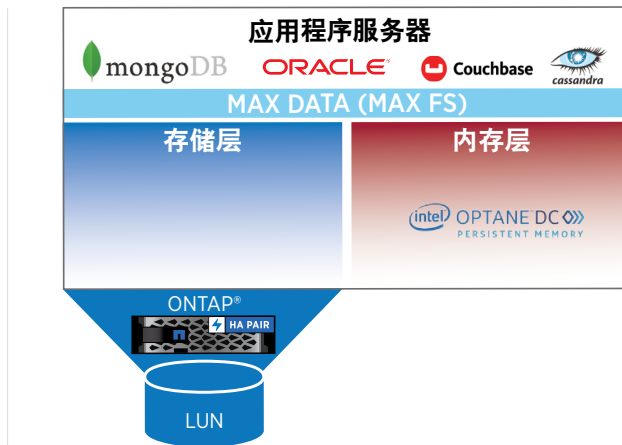 应用程序服务器
mongoDB
ORACLE®
Couchbase
cassandra
MAX DATA (MAX FS)
存储层
内存层
intel OPTANE DC
PERSISTENT MEMORY
ONTAP®
HA PAIR
LUN